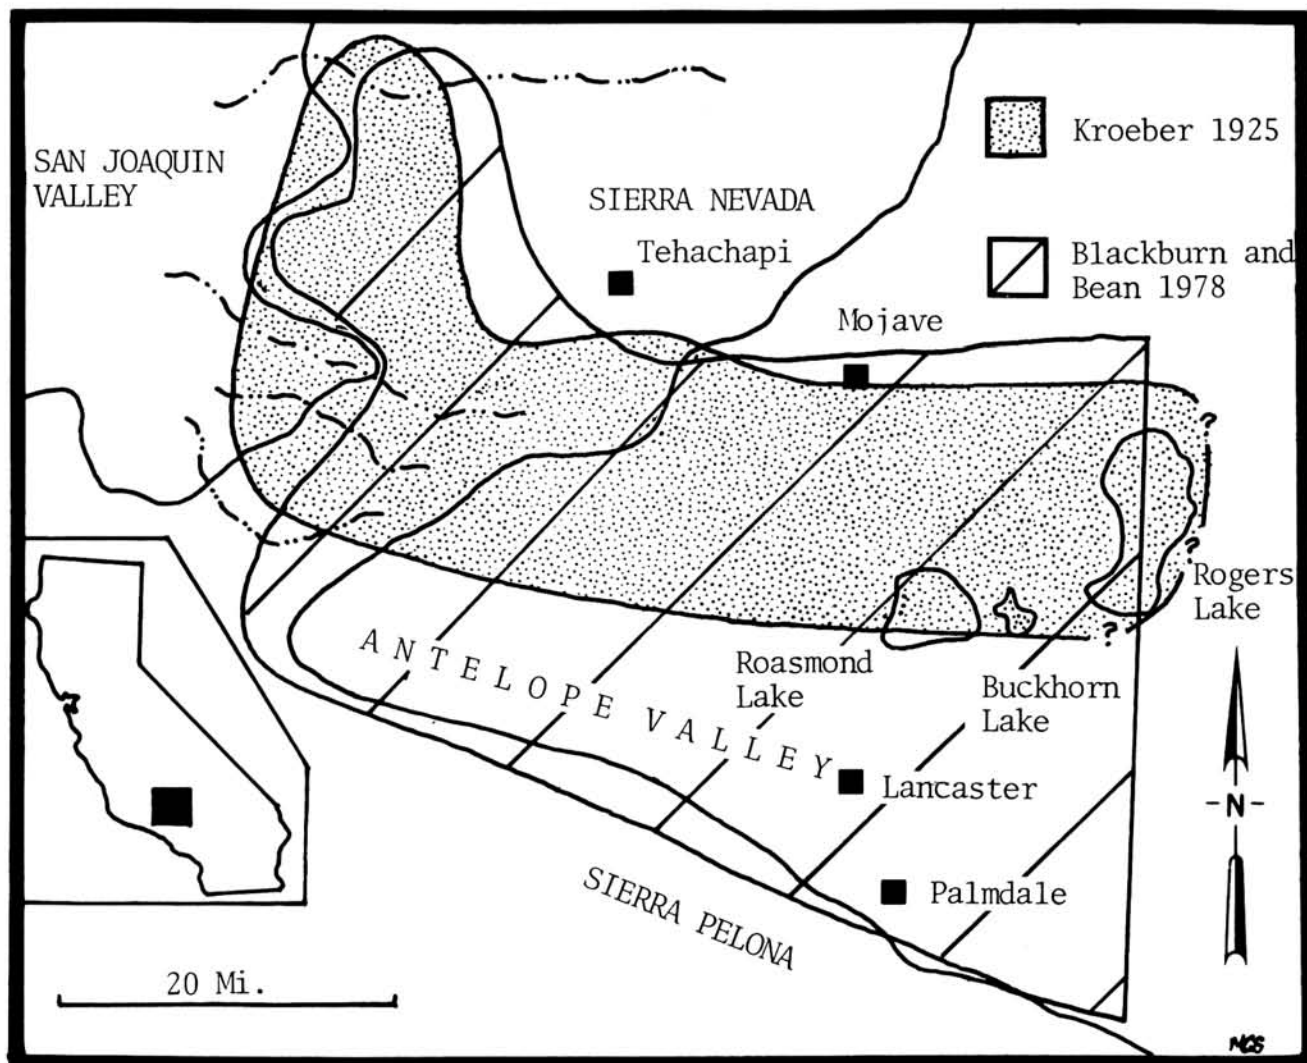 SAN JOAQUIN
VALLEY
SIERRA NEVADA
Tehachapi
Mojave
Kroeber 1925
Blackburn and
Bean 1978
?
?
?
Rogers
Lake
Roasmond
Lake
Buckhorn
Lake
ANTELOPE VALLEY
Lancaster
Palmdale
SIERRA PELONA
20 Mi.
-N-
MCS